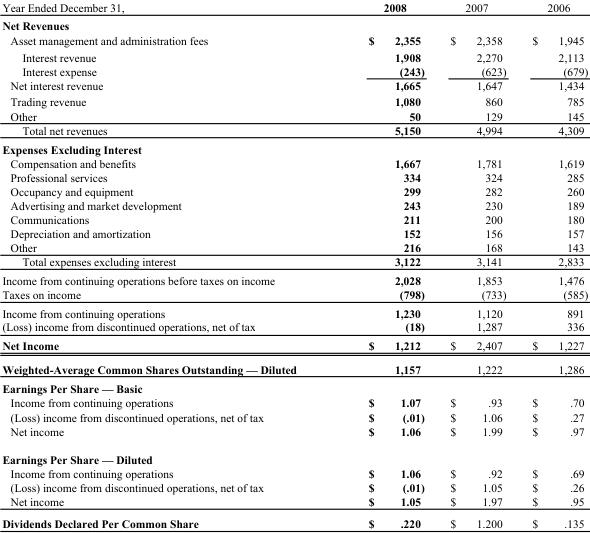 Year Ended December 31, 2008 2007 2006
Net Revenues
Asset management and administration fees $ 2,355 $ 2,358 $ 1,945
Interest revenue 1,908 2,270 2,113
Interest expense (243) (623) (679)
Net interest revenue 1,665 1,647 1,434
Trading revenue 1,080 860 785
Other 50 129 145
Total net revenues 5,150 4,994 4,309
Expenses Excluding Interest
Compensation and benefits 1,667 1,781 1,619
Professional services 334 324 285
Occupancy and equipment 299 282 260
Advertising and market development 243 230 189
Communications 211 200 180
Depreciation and amortization 152 156 157
Other 216 168 143
Total expenses excluding interest 3,122 3,141 2,833
Income from continuing operations before taxes on income 2,028 1,853 1,476
Taxes on income (798) (733) (585)
Income from continuing operations 1,230 1,120 891
(Loss) income from discontinued operations, net of tax (18) 1,287 336
Net Income $ 1,212 $ 2,407 $ 1,227
Weighted-Average Common Shares Outstanding — Diluted 1,157 1,222 1,286
Earnings Per Share — Basic
Income from continuing operations $ 1.07 $ .93 $ .70
(Loss) income from discontinued operations, net of tax $ (.01) $ 1.06 $ .27
Net income $ 1.06 $ 1.99 $ .97
Earnings Per Share — Diluted
Income from continuing operations $ 1.06 $ .92 $ .69
(Loss) income from discontinued operations, net of tax $ (.01) $ 1.05 $ .26
Net income $ 1.05 $ 1.97 $ .95
Dividends Declared Per Common Share $ .220 $ 1.200 $ .135